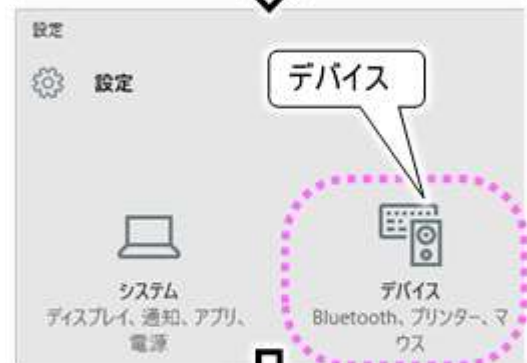 設定
設定
デバイス
システム
ディスプレイ、通知、アプリ、
電源
デバイス
Bluetooth、プリンター、マ
ウス